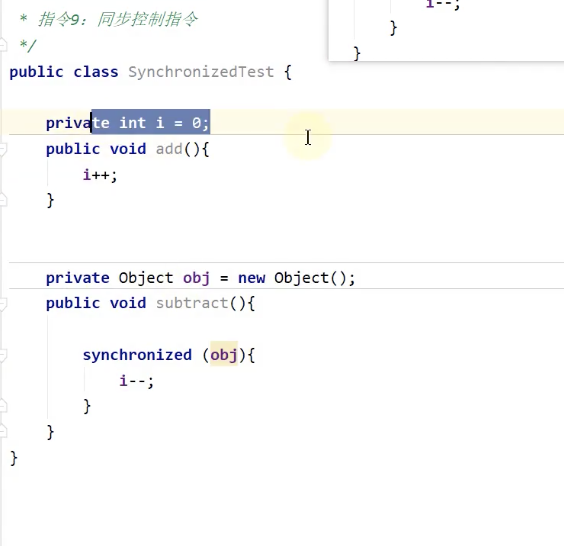 * 指令9：同步控制指令
*/
public class SynchronizedTest {
private int i = 0;
public void add(){
i++;
}
private Object obj = new Object();
public void subtract(){
synchronized (obj){
i--;
}
}
}
i--;
}
}